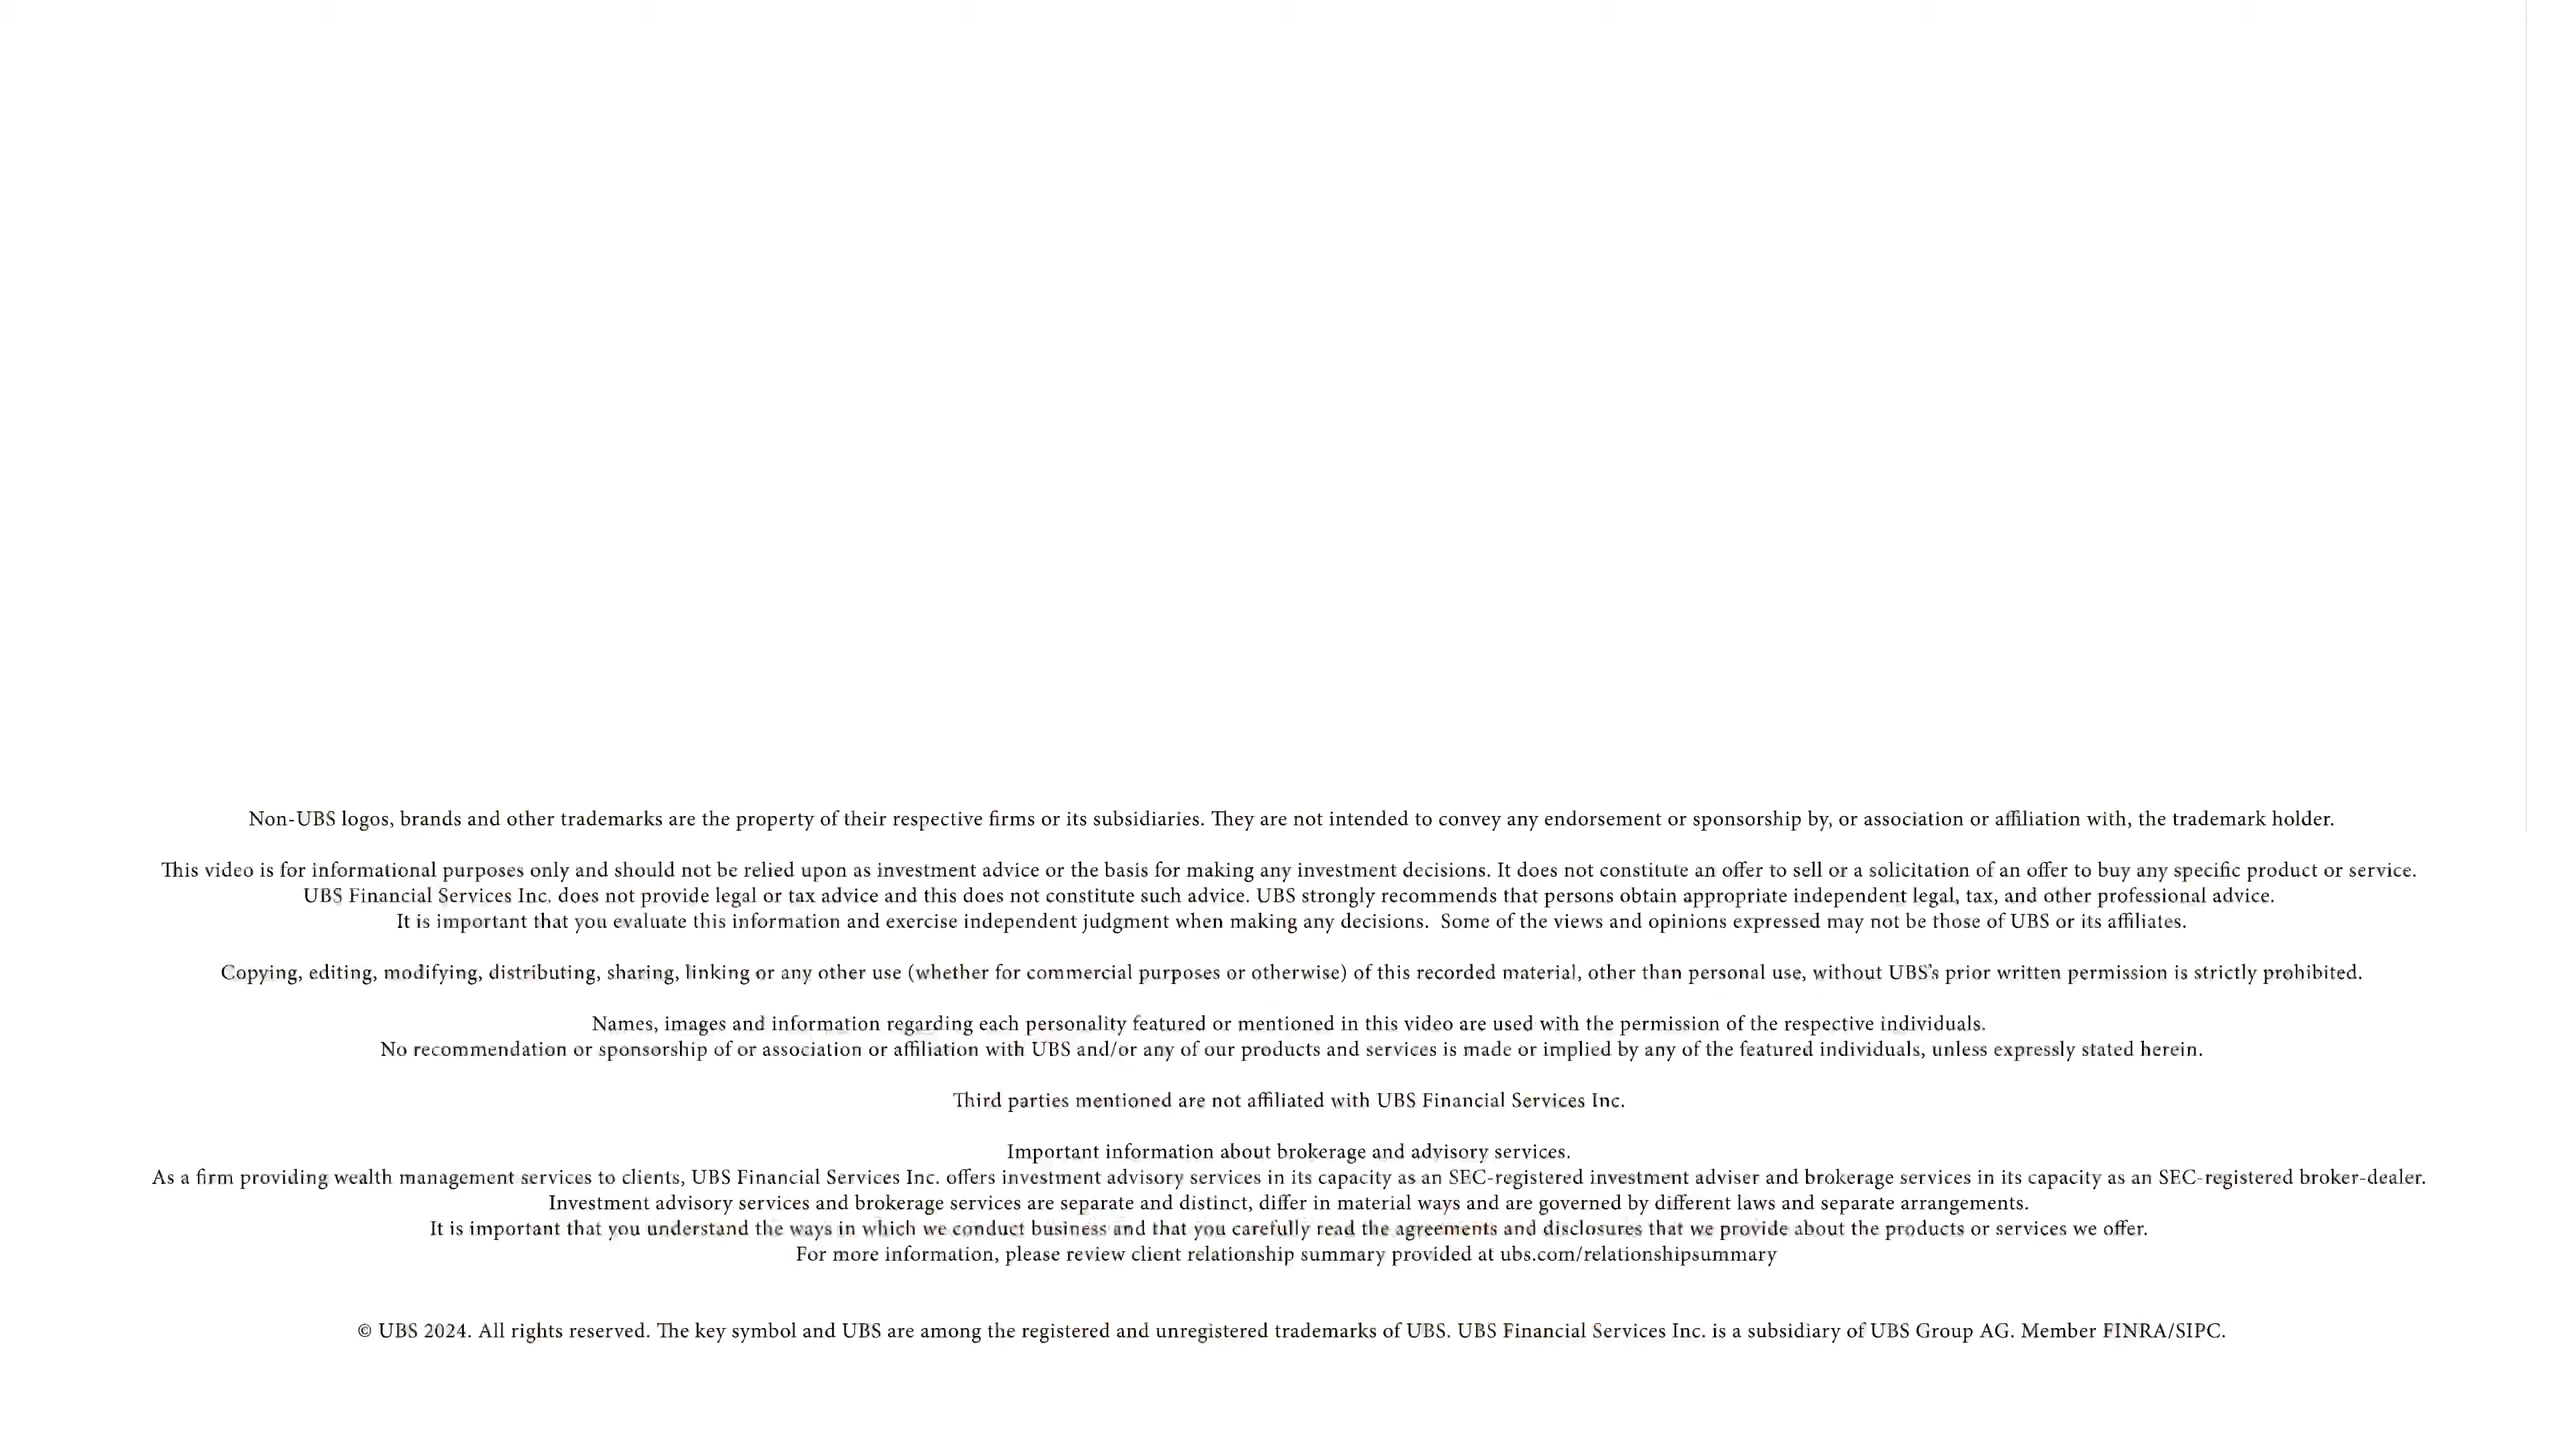 Non-UBS logos, brands and other trademarks are the property of their respective firms or its subsidiaries. They are not intended to convey any endorsement or sponsorship by, or association or affiliation with, the trademark holder.
This video is for informational purposes only and should not be relied upon as investment advice or the basis for making any investment decisions. It does not constitute an offer to sell or a solicitation of an offer to buy any specific product or service.
UBS Financial Services Inc. does not provide legal or tax advice and this does not constitute such advice. UBS strongly recommends that persons obtain appropriate independent legal, tax, and other professional advice.
It is important that you evaluate this information and exercise independent judgment when making any decisions.  Some of the views and opinions expressed may not be those of UBS or its affiliates.
Copying, editing, modifying, distributing, sharing, linking or any other use (whether for commercial purposes or otherwise) of this recorded material, other than personal use, without UBS's prior written permission is strictly prohibited.
Names, images and information regarding each personality featured or mentioned in this video are used with the permission of the respective individuals.
No recommendation or sponsorship of or association or affiliation with UBS and/or any of our products and services is made or implied by any of the featured individuals, unless expressly stated herein.
Third parties mentioned are not affiliated with UBS Financial Services Inc.
Important information about brokerage and advisory services.
As a firm providing wealth management services to clients, UBS Financial Services Inc. offers investment advisory services in its capacity as an SEC-registered investment adviser and brokerage services in its capacity as an SEC-registered broker-dealer.
Investment advisory services and brokerage services are separate and distinct, differ in material ways and are governed by different laws and separate arrangements.
It is important that you understand the ways in which we conduct business and that you carefully read the agreements and disclosures that we provide about the products or services we offer.
For more information, please review client relationship summary provided at ubs.com/relationshipsummary
© UBS 2024. All rights reserved. The key symbol and UBS are among the registered and unregistered trademarks of UBS. UBS Financial Services Inc. is a subsidiary of UBS Group AG. Member FINRA/SIPC.